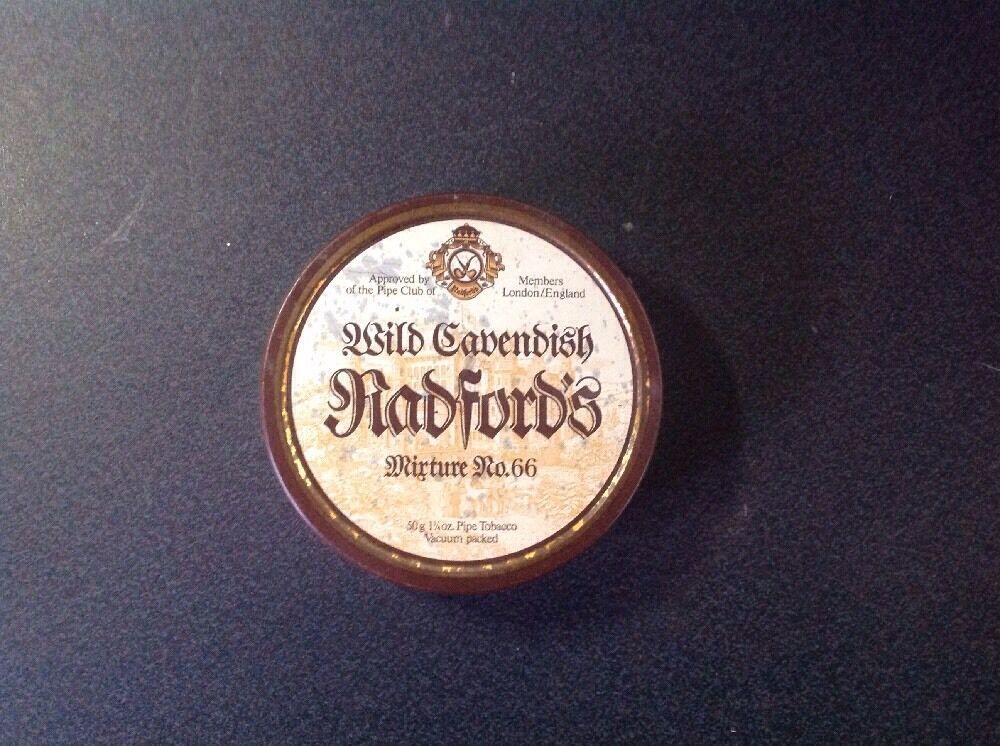 Radford's
Approved by Members
of the Pipe Club of London/England
Wild Cavendish
Radford's
Mixture No.66
50g 1¾oz. Pipe Tobacco
Vacuum packed